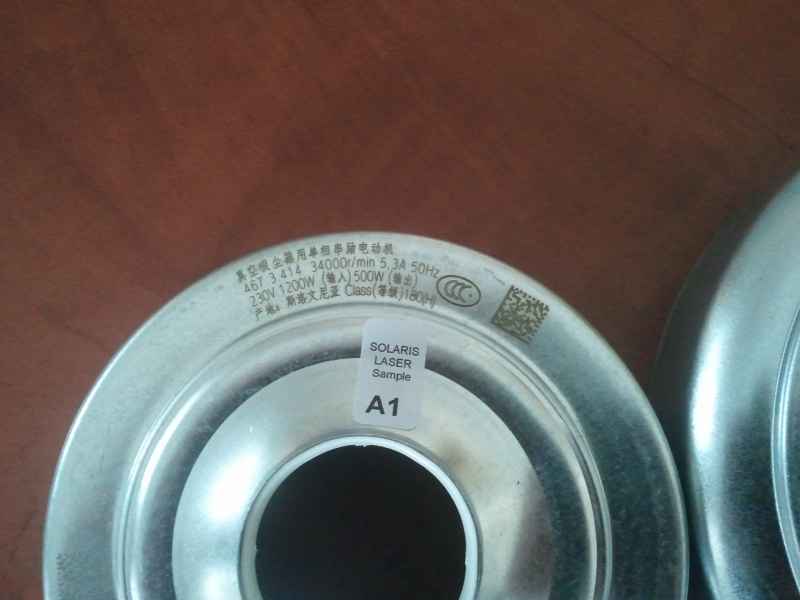 真空吸尘器用单相串励电动机
467 3 414 34000r/min 5,3A 50Hz
230V 1200W (输入) 500W (输出)
产地: 斯洛文尼亚 Class(等级)180(H)
CCC
SOLARIS
LASER
Sample
A1